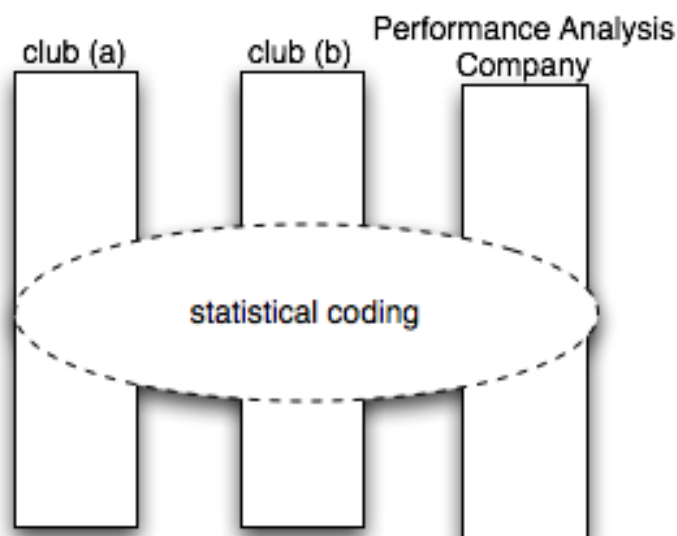 club (a)
club (b)
Performance Analysis
Company
statistical coding